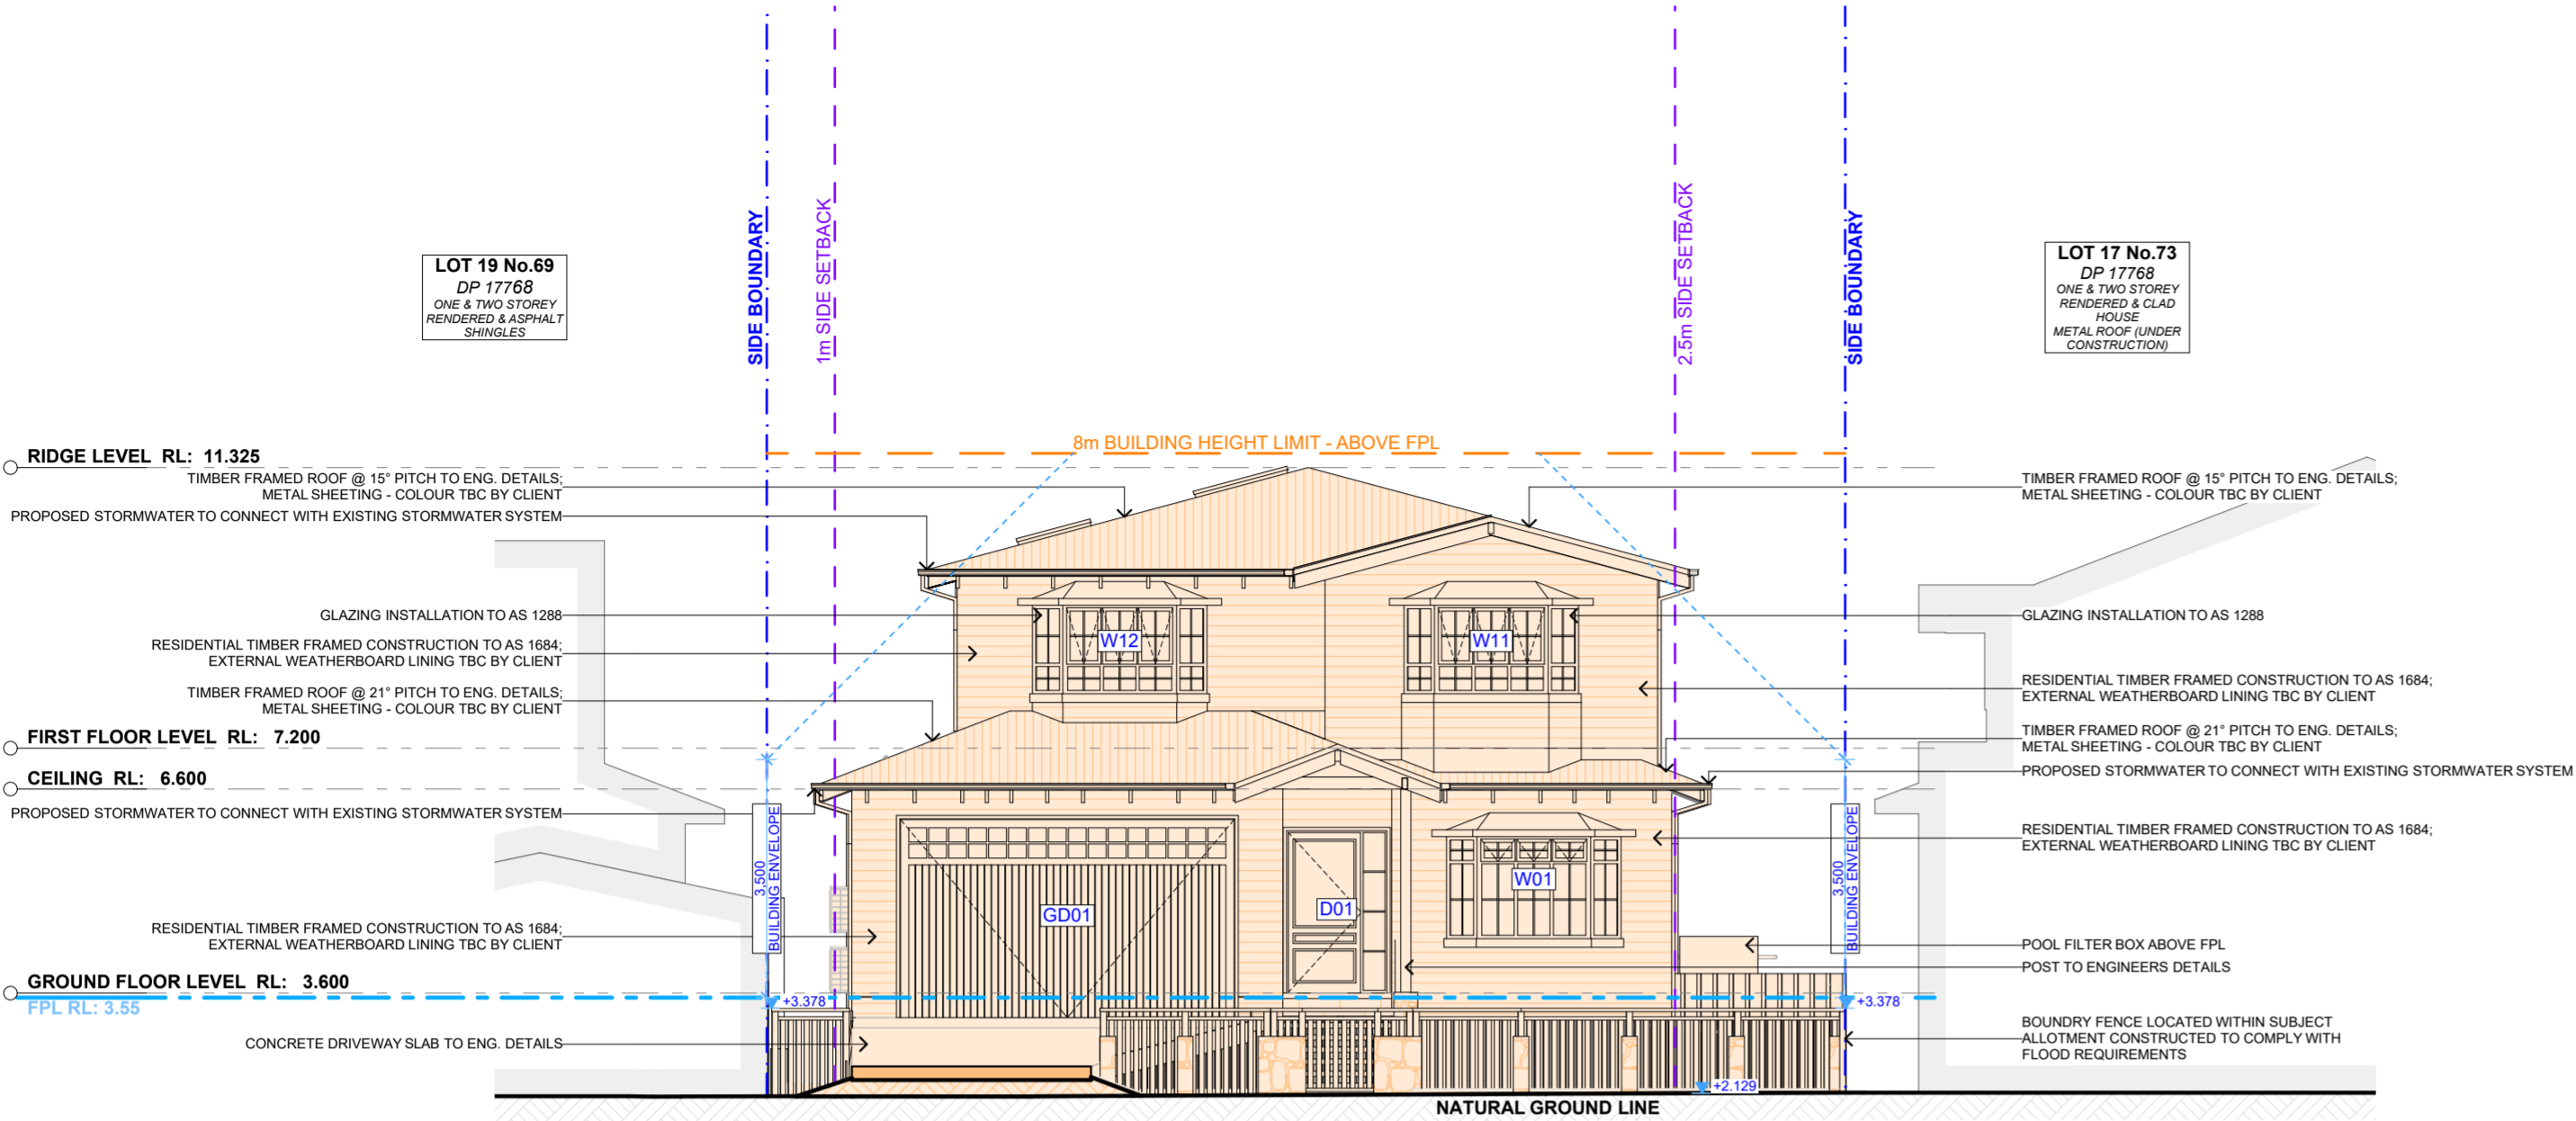 SIDE BOUNDARY
1m SIDE SETBACK
2.5m SIDE SETBACK
SIDE BOUNDARY
LOT 19 No.69
DP 17768
ONE & TWO STOREY
RENDERED & ASPHALT
SHINGLES
LOT 17 No.73
DP 17768
ONE & TWO STOREY
RENDERED & CLAD
HOUSE
METAL ROOF (UNDER
CONSTRUCTION)
8m BUILDING HEIGHT LIMIT - ABOVE FPL
RIDGE LEVEL RL: 11.325
TIMBER FRAMED ROOF @ 15° PITCH TO ENG. DETAILS;
METAL SHEETING - COLOUR TBC BY CLIENT
PROPOSED STORMWATER TO CONNECT WITH EXISTING STORMWATER SYSTEM
GLAZING INSTALLATION TO AS 1288
RESIDENTIAL TIMBER FRAMED CONSTRUCTION TO AS 1684;
EXTERNAL WEATHERBOARD LINING TBC BY CLIENT
TIMBER FRAMED ROOF @ 21° PITCH TO ENG. DETAILS;
METAL SHEETING - COLOUR TBC BY CLIENT
FIRST FLOOR LEVEL RL: 7.200
CEILING RL: 6.600
PROPOSED STORMWATER TO CONNECT WITH EXISTING STORMWATER SYSTEM
RESIDENTIAL TIMBER FRAMED CONSTRUCTION TO AS 1684;
EXTERNAL WEATHERBOARD LINING TBC BY CLIENT
GROUND FLOOR LEVEL RL: 3.600
FPL RL: 3.55
CONCRETE DRIVEWAY SLAB TO ENG. DETAILS
3,500
BUILDING ENVELOPE
+3.378
W12
W11
GD01
D01
W01
3,500
BUILDING ENVELOPE
+3.378
+2.129
NATURAL GROUND LINE
TIMBER FRAMED ROOF @ 15° PITCH TO ENG. DETAILS;
METAL SHEETING - COLOUR TBC BY CLIENT
GLAZING INSTALLATION TO AS 1288
RESIDENTIAL TIMBER FRAMED CONSTRUCTION TO AS 1684;
EXTERNAL WEATHERBOARD LINING TBC BY CLIENT
TIMBER FRAMED ROOF @ 21° PITCH TO ENG. DETAILS;
METAL SHEETING - COLOUR TBC BY CLIENT
PROPOSED STORMWATER TO CONNECT WITH EXISTING STORMWATER SYSTEM
RESIDENTIAL TIMBER FRAMED CONSTRUCTION TO AS 1684;
EXTERNAL WEATHERBOARD LINING TBC BY CLIENT
POOL FILTER BOX ABOVE FPL
POST TO ENGINEERS DETAILS
BOUNDRY FENCE LOCATED WITHIN SUBJECT
ALLOTMENT CONSTRUCTED TO COMPLY WITH
FLOOD REQUIREMENTS